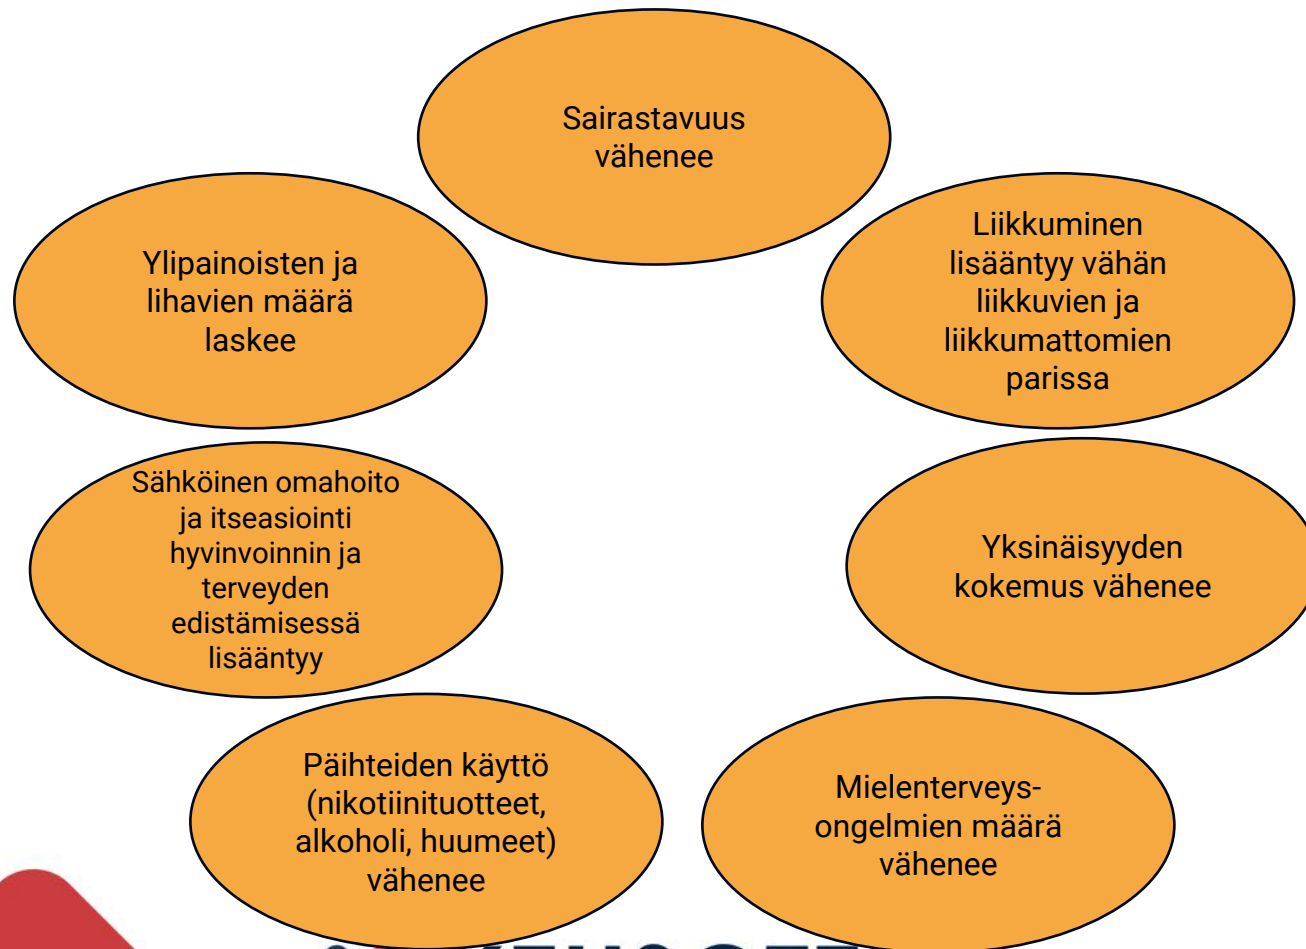 Sairastavuus
vähenee
Ylipainoisten ja
lihavien määrä
laskee
Liikkuminen
lisääntyy vähän
liikkuvien ja
liikkumattomien
parissa
Sähköinen omahoito
ja itseasiointi
hyvinvoinnin ja
terveyden
edistämisessä
lisääntyy
Yksinäisyyden
kokemus vähenee
Päihteiden käyttö
(nikotiinituotteet,
alkoholi, huumeet)
vähenee
Mielenterveys-
ongelmien määrä
vähenee